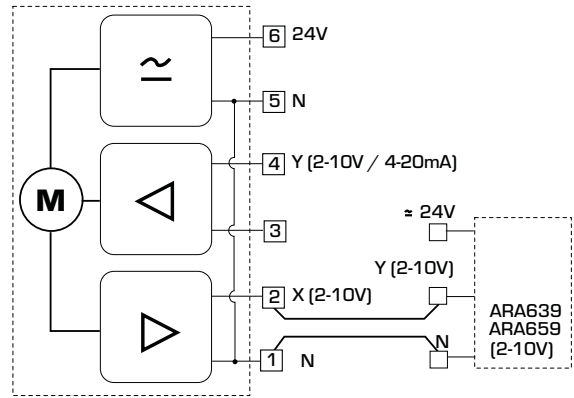 6 24V
5 N
4 Y (2-10V / 4-20mA)
M
3
≂ 24V
Y (2-10V)
2 X (2-10V)
ARA639
ARA659
(2-10V)
N
1 N